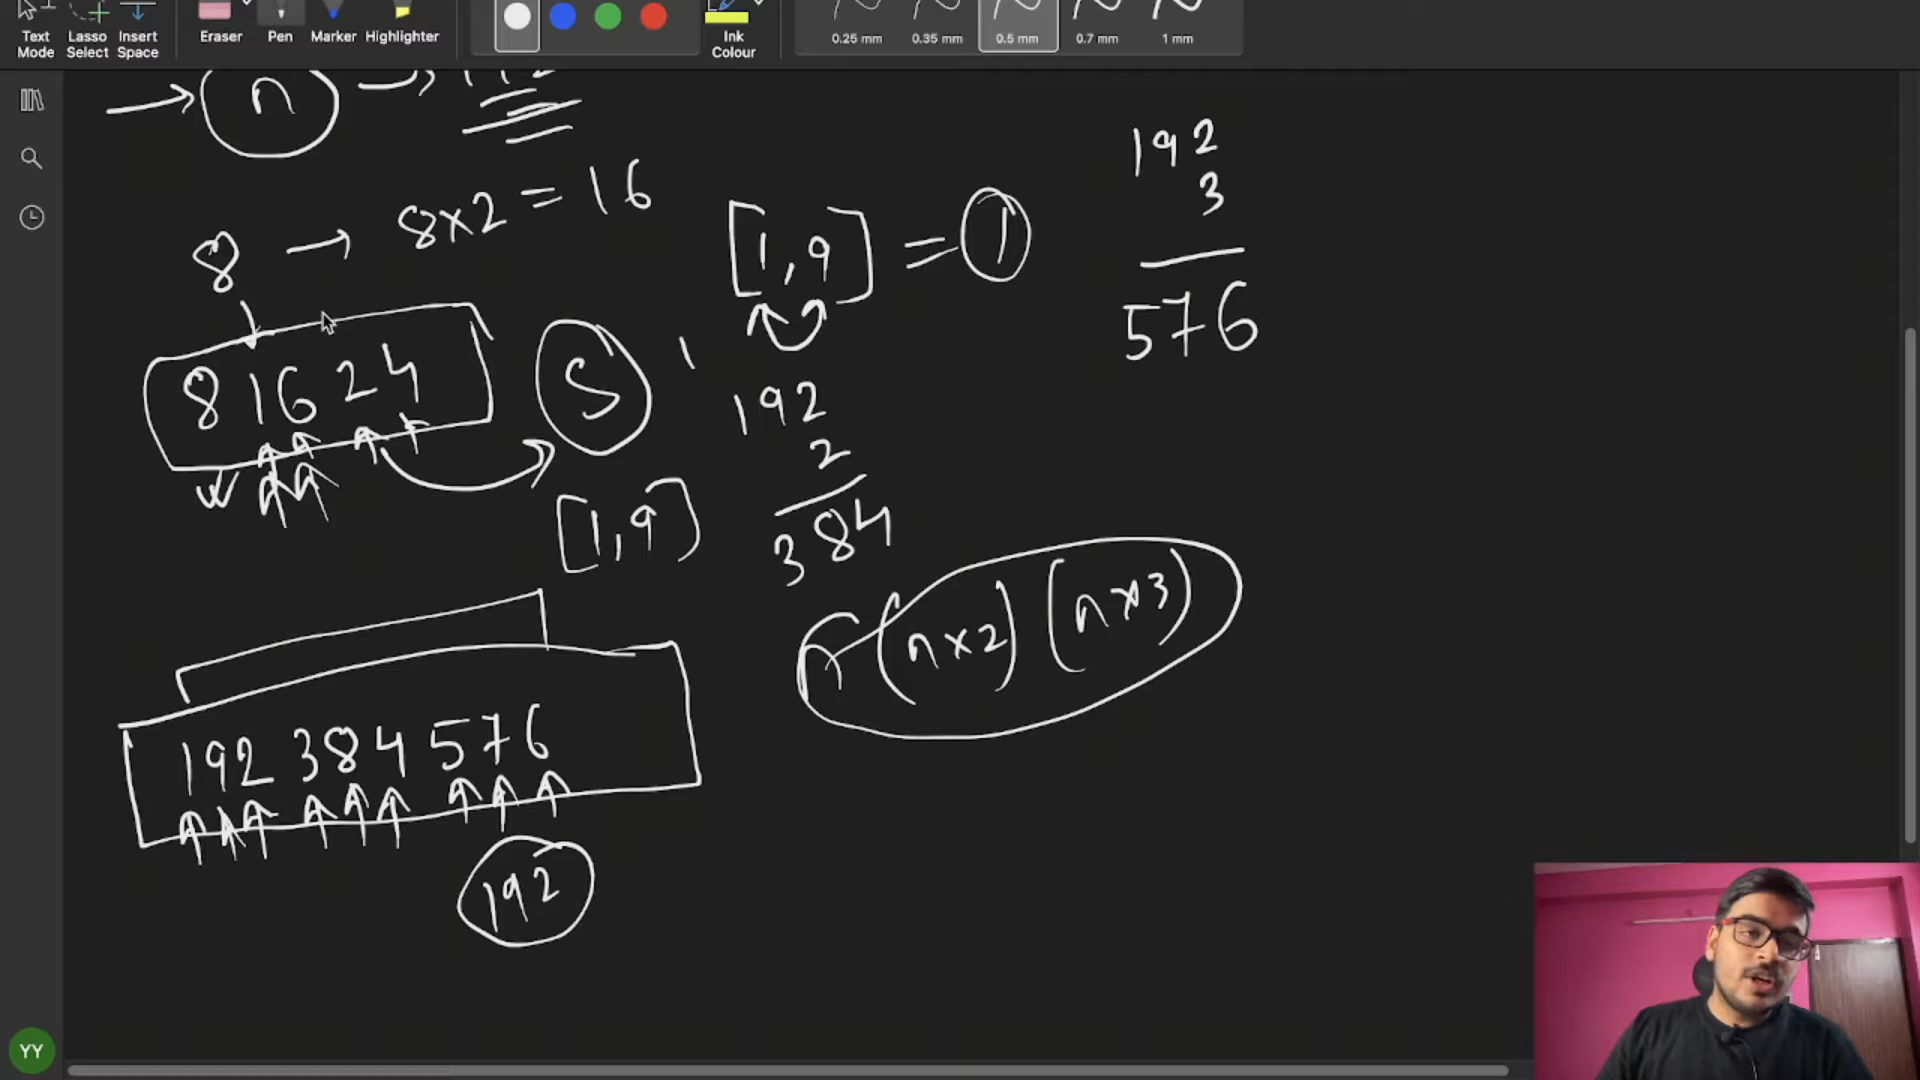 Text Mode
Lasso Select
Insert Space
Eraser
Pen
Marker
Highlighter
Ink Colour
0.25 mm
0.35 mm
0.5 mm
0.7 mm
1 mm
n
8 → 8x2 = 16
[1,9] = 1
192
3
576
8 16 24
S
192
2
384
[1,9]
n (n x 2) (n x 3)
192 384 576
192
YY